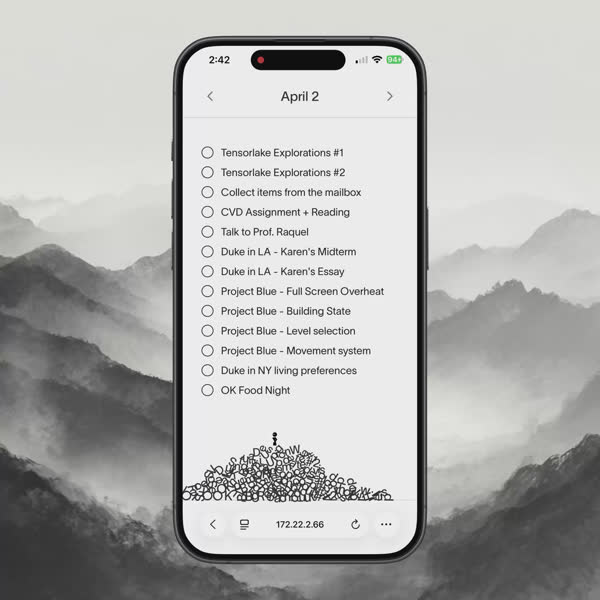 2:42
94+
April 2
Tensorlake Explorations #1
Tensorlake Explorations #2
Collect items from the mailbox
CVD Assignment + Reading
Talk to Prof. Raquel
Duke in LA - Karen's Midterm
Duke in LA - Karen's Essay
Project Blue - Full Screen Overheat
Project Blue - Building State
Project Blue - Level selection
Project Blue - Movement system
Duke in NY living preferences
OK Food Night
172.22.2.66